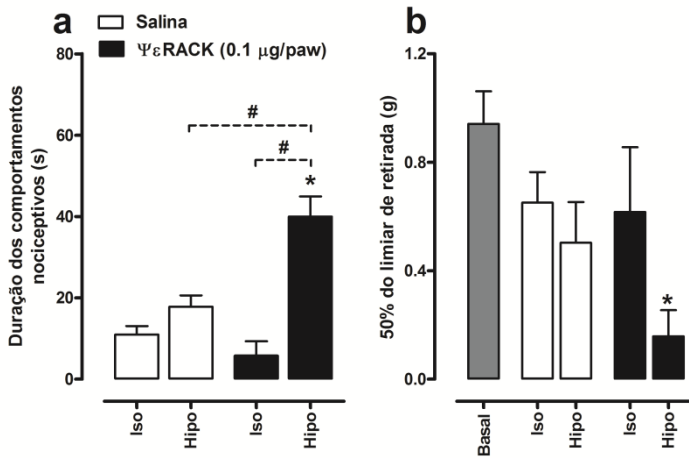 a
Salina
ΨεRACK (0.1 μg/paw)
Duração dos comportamentos
nociceptivos (s)
80
60
40
20
0
#
#
*
Iso
Hipo
Iso
Hipo
b
50% do limiar de retirada (g)
1.2
0.8
0.4
0.0
*
Basal
Iso
Hipo
Iso
Hipo